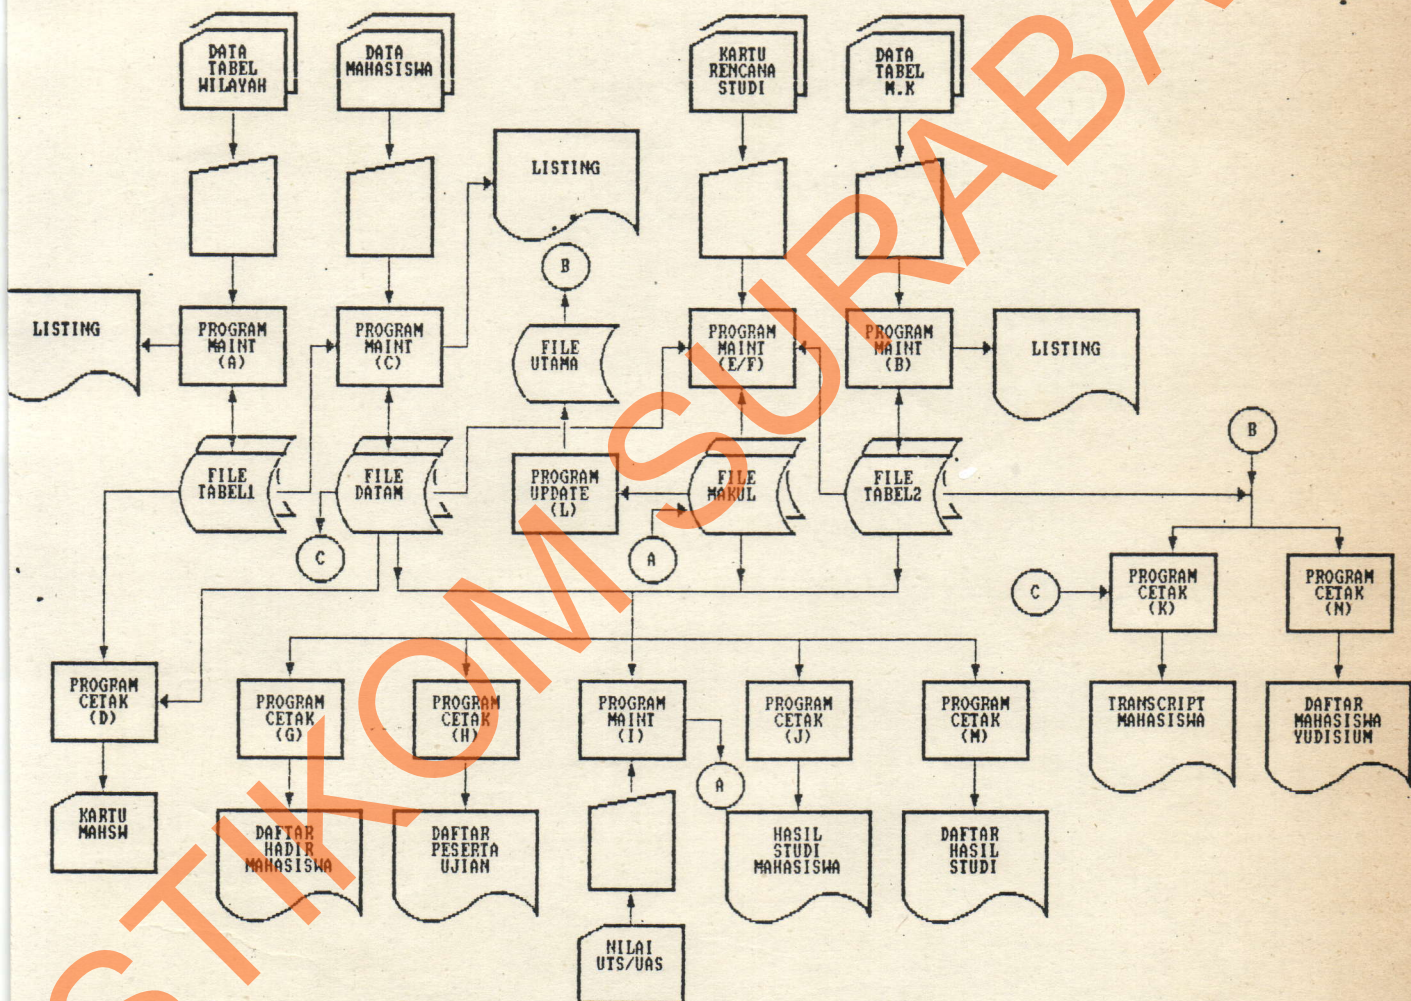 DATA
TABEL
WILAYAH
DATA
MAHASISWA
KARTU
RENCANA
STUDI
DATA
TABEL
M.K
LISTING
B
LISTING
PROGRAM
MAINT
(A)
PROGRAM
MAINT
(C)
FILE
UTAMA
PROGRAM
MAINT
(E/F)
PROGRAM
MAINT
(B)
LISTING
B
FILE
TABEL1
FILE
DATAM
PROGRAM
UPDATE
(L)
FILE
MAKUL
FILE
TABEL2
C
A
C
PROGRAM
CETAK
(K)
PROGRAM
CETAK
(N)
PROGRAM
CETAK
(D)
PROGRAM
CETAK
(G)
PROGRAM
CETAK
(H)
PROGRAM
MAINT
(I)
PROGRAM
CETAK
(J)
PROGRAM
CETAK
(M)
TRANSCRIPT
MAHASISWA
DAFTAR
MAHASISWA
YUDISIUM
A
KARTU
MAHSW
DAFTAR
HADIR
MAHASISWA
DAFTAR
PESERTA
UJIAN
HASIL
STUDI
MAHASISWA
DAFTAR
HASIL
STUDI
NILAI
UTS/UAS
STIKOM SURABA